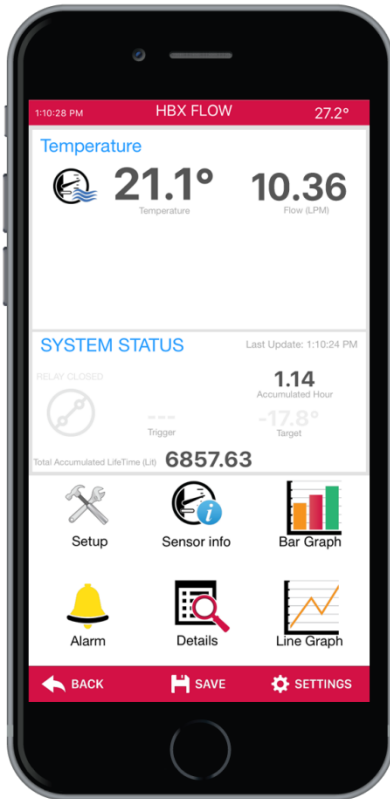 1:10:28 PM HBX FLOW 27.2°
Temperature
21.1° 10.36
Temperature Flow (LPM)
SYSTEM STATUS Last Update: 1:10:24 PM
RELAY CLOSED
1.14
Accumulated Hour
--- -17.8°
Trigger Target
Total Accumulated LifeTime (Lit) 6857.63
Setup Sensor info Bar Graph
Alarm Details Line Graph
BACK SAVE SETTINGS